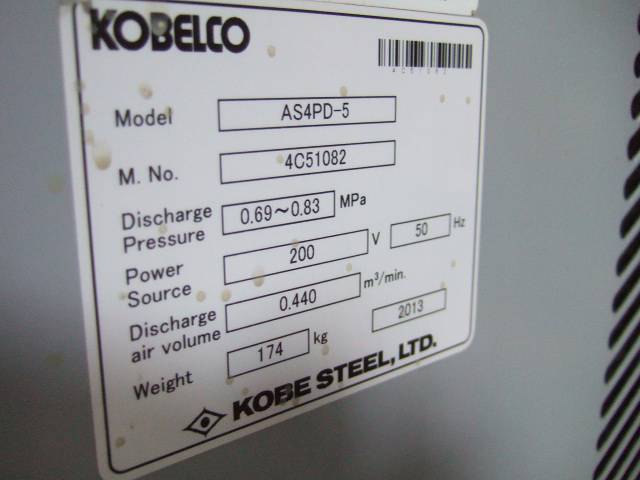 KOBELCO
4C51082
Model AS4PD-5
M. No. 4C51082
Discharge Pressure 0.69～0.83 MPa
Power Source 200 V 50 Hz
Discharge air volume 0.440 m³/min.
Weight 174 kg 2013
KOBE STEEL, LTD.